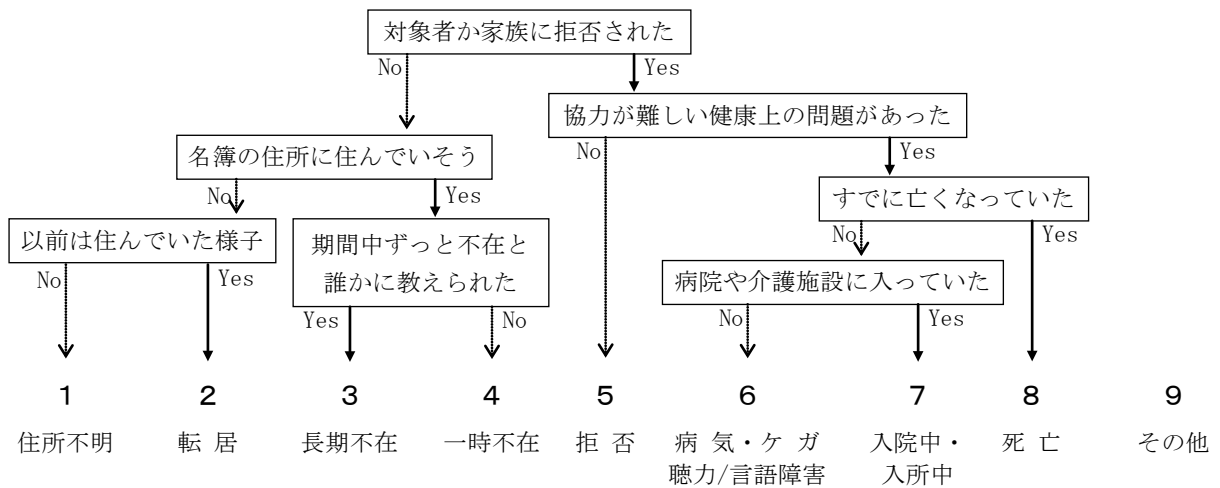 対象者か家族に拒否された
No
Yes
協力が難しい健康上の問題があった
名簿の住所に住んでいそう
No
Yes
No
Yes
すでに亡くなっていた
以前は住んでいた様子
期間中ずっと不在と
誰かに教えられた
No
Yes
病院や介護施設に入っていた
No
Yes
Yes
No
No
Yes
1
2
3
4
5
6
7
8
9
住所不明
転 居
長期不在
一時不在
拒 否
病 気・ケ ガ
聴力/言語障害
入院中・
入所中
死 亡
その他